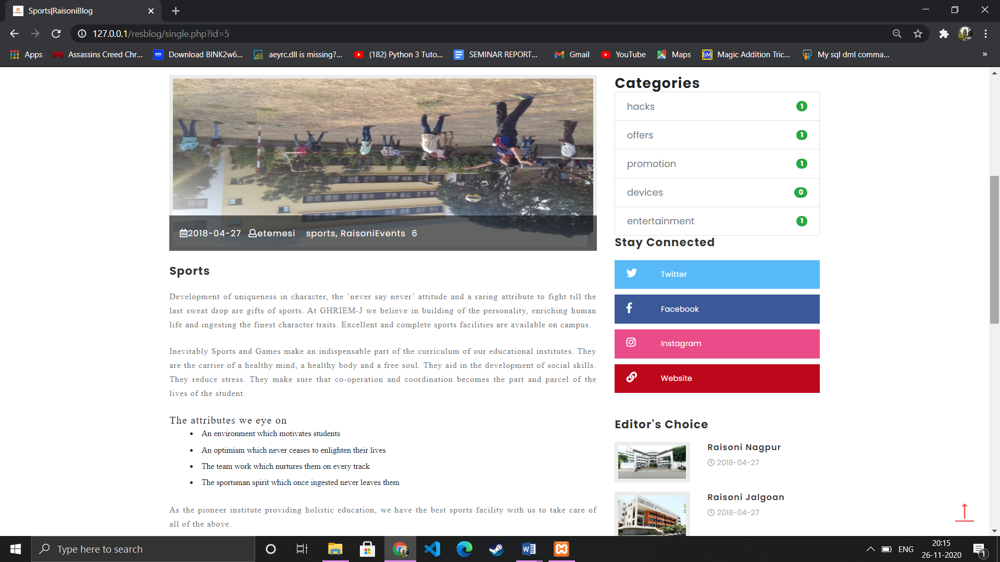 Sports|RaisoniBlog
127.0.0.1/resblog/single.php?id=5
Apps
Assassins Creed Chr...
Download BINK2w6...
aeyrc.dll is missing?...
(182) Python 3 Tuto...
SEMINAR REPORT...
Gmail
YouTube
Maps
Magic Addition Tric...
My sql dml comma...
»
2018-04-27 etemesi sports, RaisoniEvents 6
Sports
Development of uniqueness in character, the ‘never say never’ attitude and a raring attribute to fight till the
last sweat drop are gifts of sports. At GHRIEM-J we believe in building of the personality, enriching human
life and ingesting the finest character traits. Excellent and complete sports facilities are available on campus.
Inevitably Sports and Games make an indispensable part of the curriculum of our educational institutes. They
are the carrier of a healthy mind, a healthy body and a free soul. They aid in the development of social skills.
They reduce stress. They make sure that co-operation and coordination becomes the part and parcel of the
lives of the student.
The attributes we eye on
• An environment which motivates students
• An optimism which never ceases to enlighten their lives
• The team work which nurtures them on every track
• The sportsman spirit which once ingested never leaves them
As the pioneer institute providing holistic education, we have the best sports facility with us to take care of
all of the above.
Categories
hacks 1
offers 1
promotion 1
devices 0
entertainment 1
Stay Connected
Twitter
Facebook
Instagram
Website
Editor's Choice
Raisoni Nagpur
2018-04-27
Raisoni Jalgoan
2018-04-27
Type here to search
ENG
20:15
26-11-2020
1